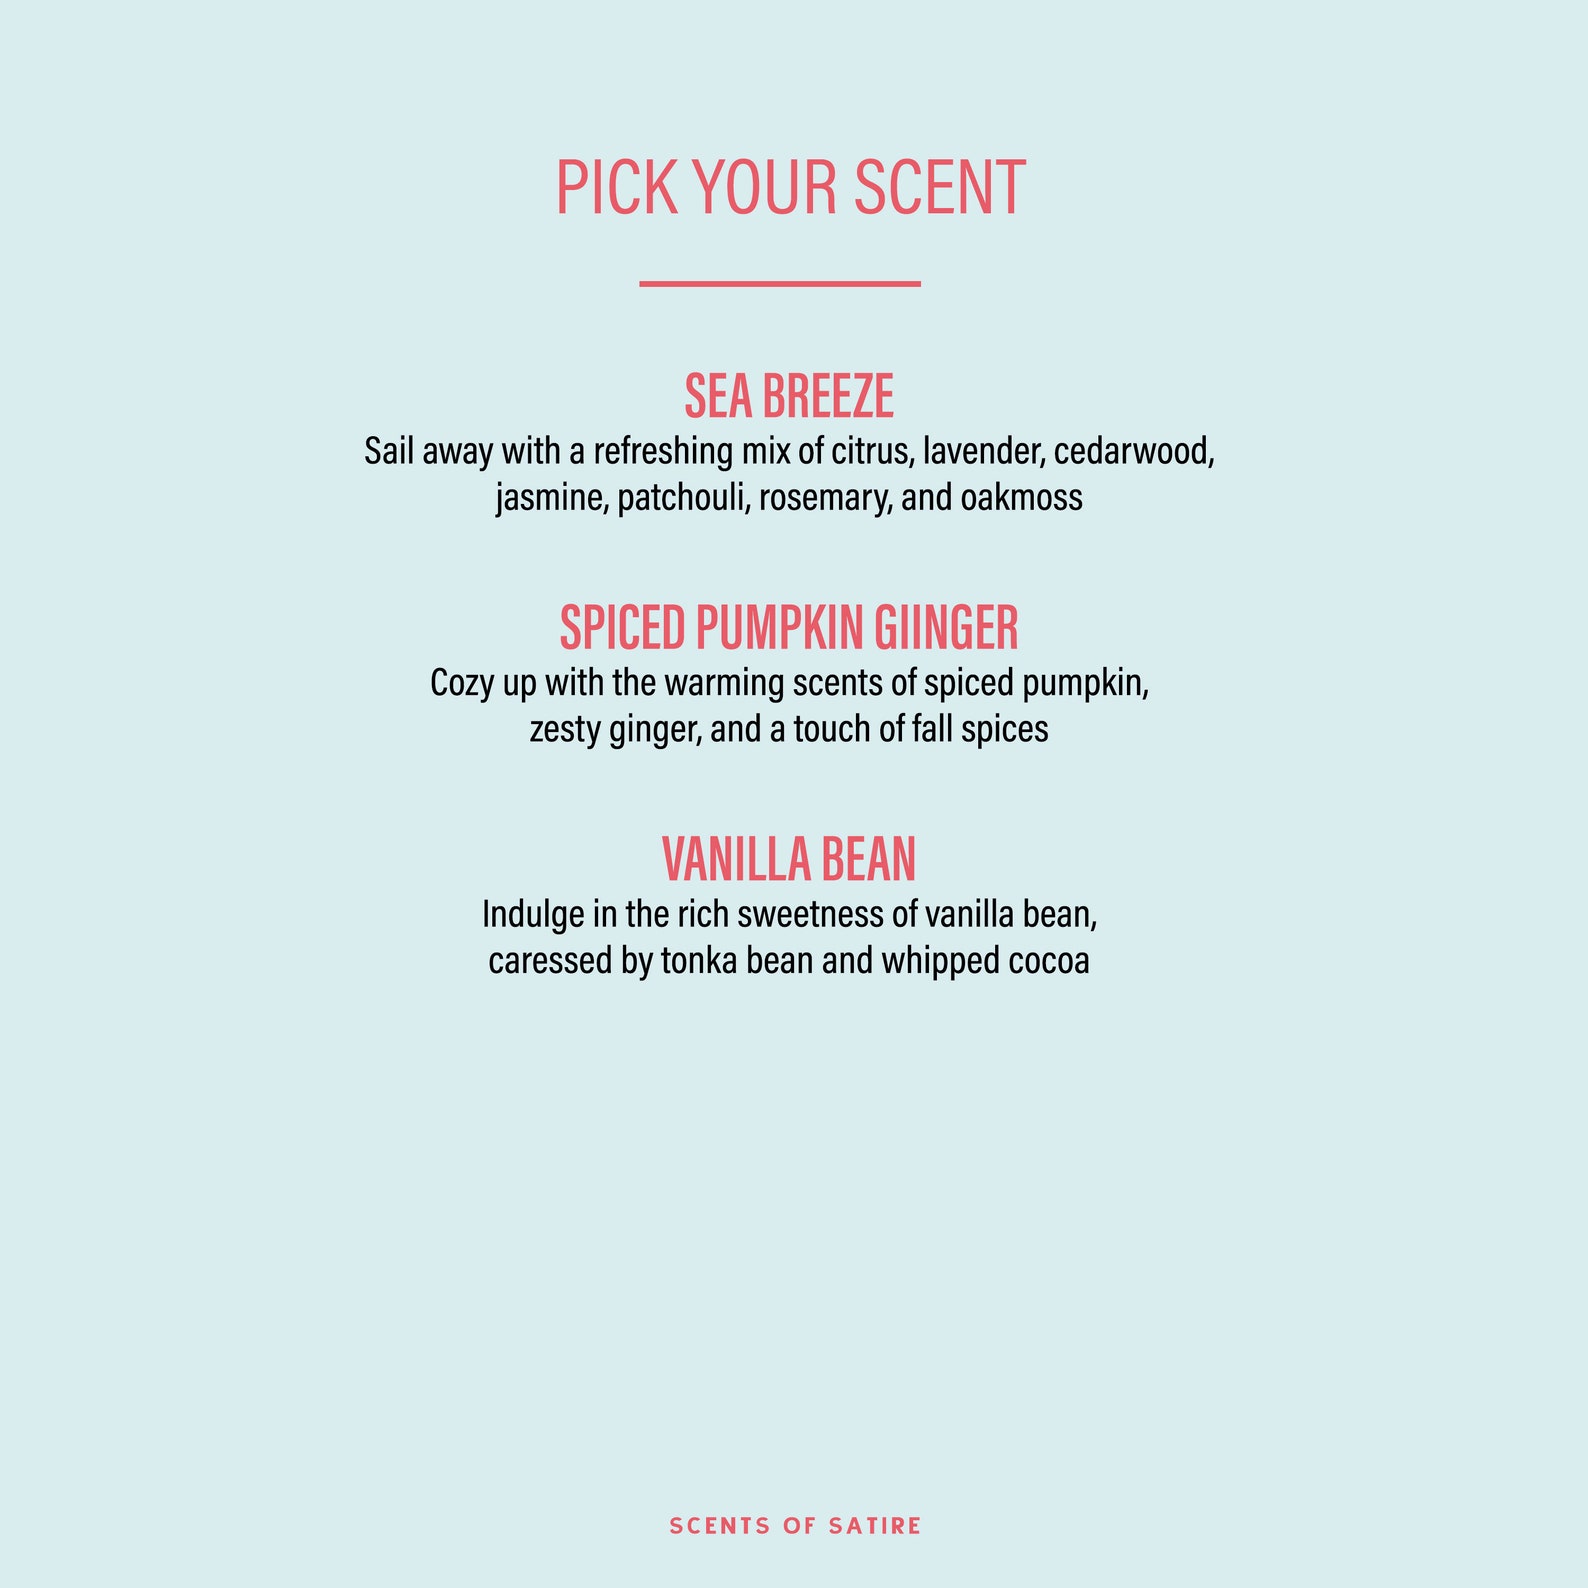 PICK YOUR SCENT
SEA BREEZE
Sail away with a refreshing mix of citrus, lavender, cedarwood,
jasmine, patchouli, rosemary, and oakmoss
SPICED PUMPKIN GIINGER
Cozy up with the warming scents of spiced pumpkin,
zesty ginger, and a touch of fall spices
VANILLA BEAN
Indulge in the rich sweetness of vanilla bean,
caressed by tonka bean and whipped cocoa
SCENTS OF SATIRE